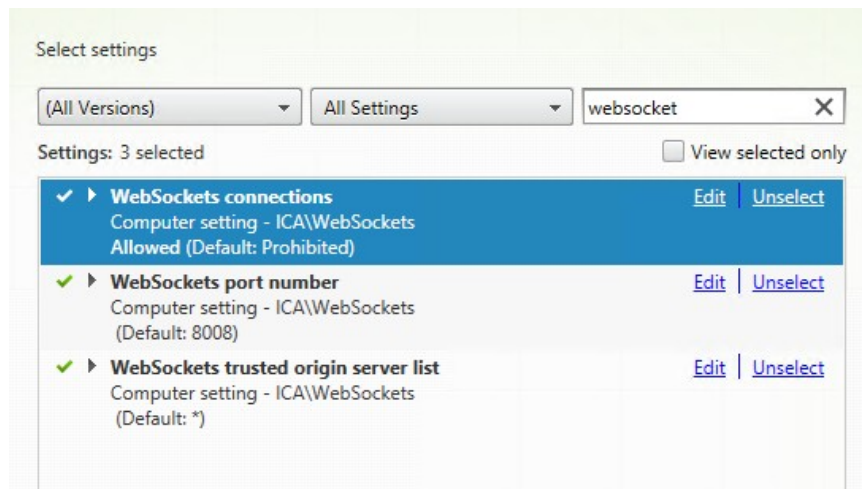 Select settings
(All Versions) All Settings websocket
Settings: 3 selected View selected only
WebSockets connections Edit Unselect
Computer setting - ICA\WebSockets
Allowed (Default: Prohibited)
WebSockets port number Edit Unselect
Computer setting - ICA\WebSockets
(Default: 8008)
WebSockets trusted origin server list Edit Unselect
Computer setting - ICA\WebSockets
(Default: *)